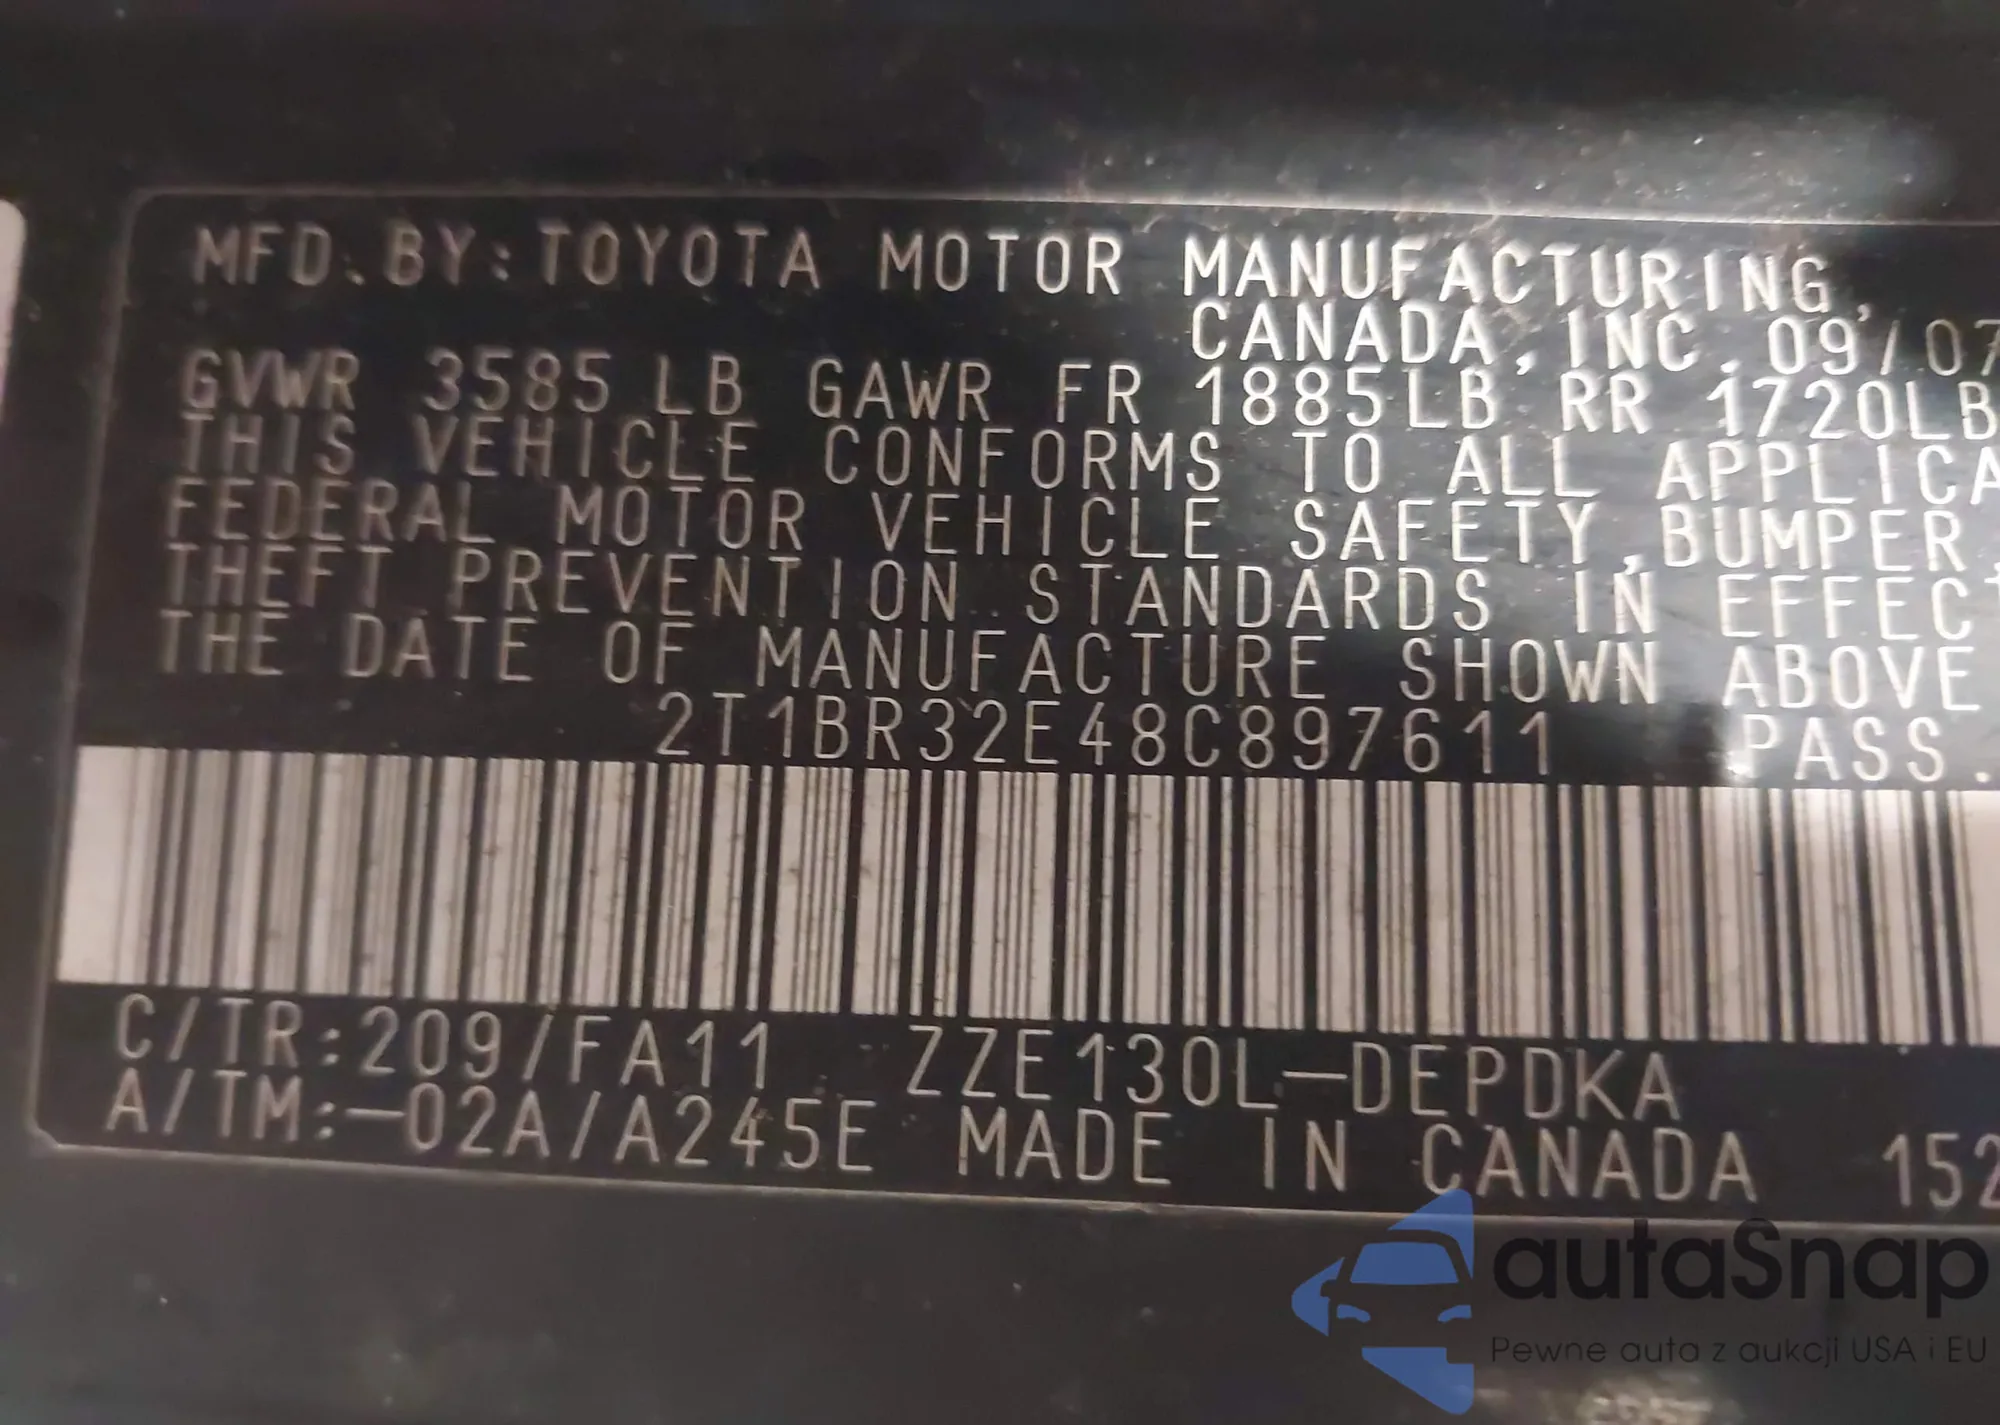 MFD.BY:TOYOTA MOTOR MANUFACTURING,
CANADA,INC.09/07
GVWR 3585LB GAWR FR 1885LB RR 1720LB
THIS VEHICLE CONFORMS TO ALL APPLICA
FEDERAL MOTOR VEHICLE SAFETY,BUMPER,
THEFT PREVENTION STANDARDS IN EFFECT
THE DATE OF MANUFACTURE SHOWN ABOVE
2T1BR32E48C897611 PASS.
C/TR:209/FA11 ZZE130L-DEPDKA
A/TM:-02A/A245E MADE IN CANADA 152
autaSnap
Pewne auta z aukcji USA i EU